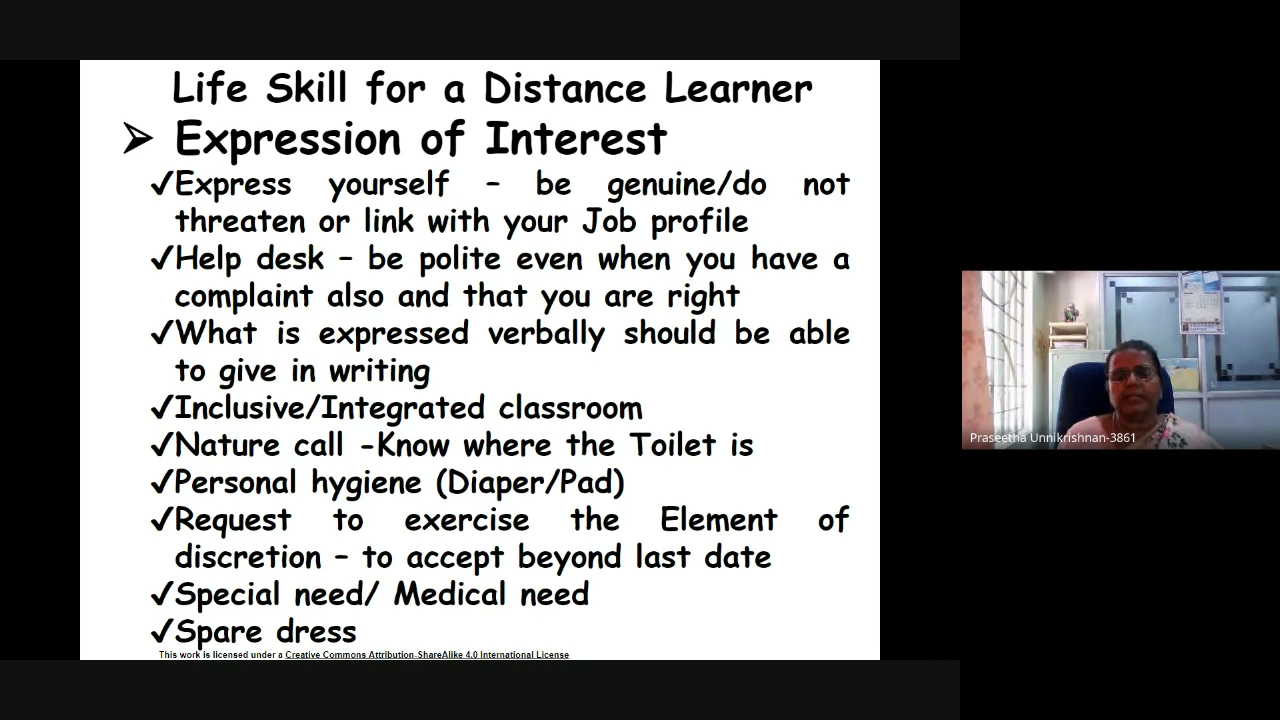 Life Skill for a Distance Learner
➢ Expression of Interest
✓Express yourself – be genuine/do not
threaten or link with your Job profile
✓Help desk – be polite even when you have a
complaint also and that you are right
✓What is expressed verbally should be able
to give in writing
✓Inclusive/Integrated classroom
✓Nature call -Know where the Toilet is
✓Personal hygiene (Diaper/Pad)
✓Request to exercise the Element of
discretion – to accept beyond last date
✓Special need/ Medical need
✓Spare dress
This work is licensed under a Creative Commons Attribution-ShareAlike 4.0 International License
Praseetha Unnikrishnan-3861